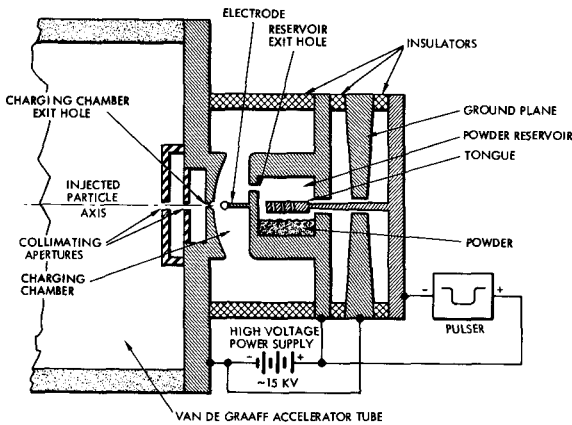 ELECTRODE
RESERVOIR
EXIT HOLE
INSULATORS
CHARGING CHAMBER
EXIT HOLE
GROUND PLANE
POWDER RESERVOIR
TONGUE
INJECTED
PARTICLE
AXIS
COLLIMATING
APERTURES
CHARGING
CHAMBER
POWDER
HIGH VOLTAGE
POWER SUPPLY
- +
~15 KV
- +
PULSER
VAN DE GRAAFF ACCELERATOR TUBE